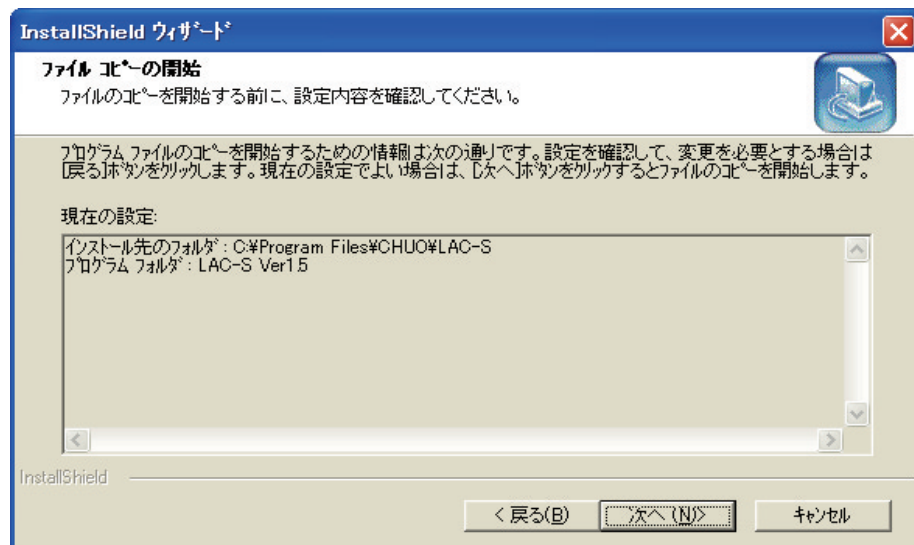 InstallShield ウィザード
ファイル コピーの開始
ファイルのコピーを開始する前に、設定内容を確認してください。
プログラム ファイルのコピーを開始するための情報は次の通りです。設定を確認して、変更を必要とする場合は
[戻る]ボタンをクリックします。現在の設定でよい場合は、[次へ]ボタンをクリックするとファイルのコピーを開始します。
現在の設定:
インストール先のフォルダ : C:¥Program Files¥CHUO¥LAC-S
プログラム フォルダ : LAC-S Ver1.5
InstallShield
< 戻る(B)
次へ (N)>
キャンセル